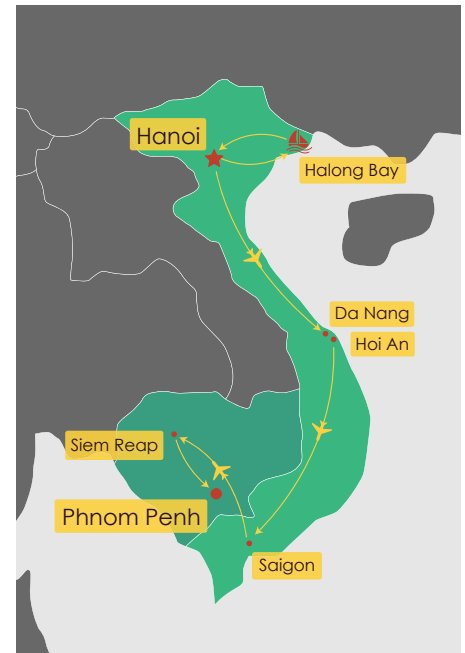 Hanoi
Halong Bay
Da Nang
Hoi An
Siem Reap
Phnom Penh
Saigon